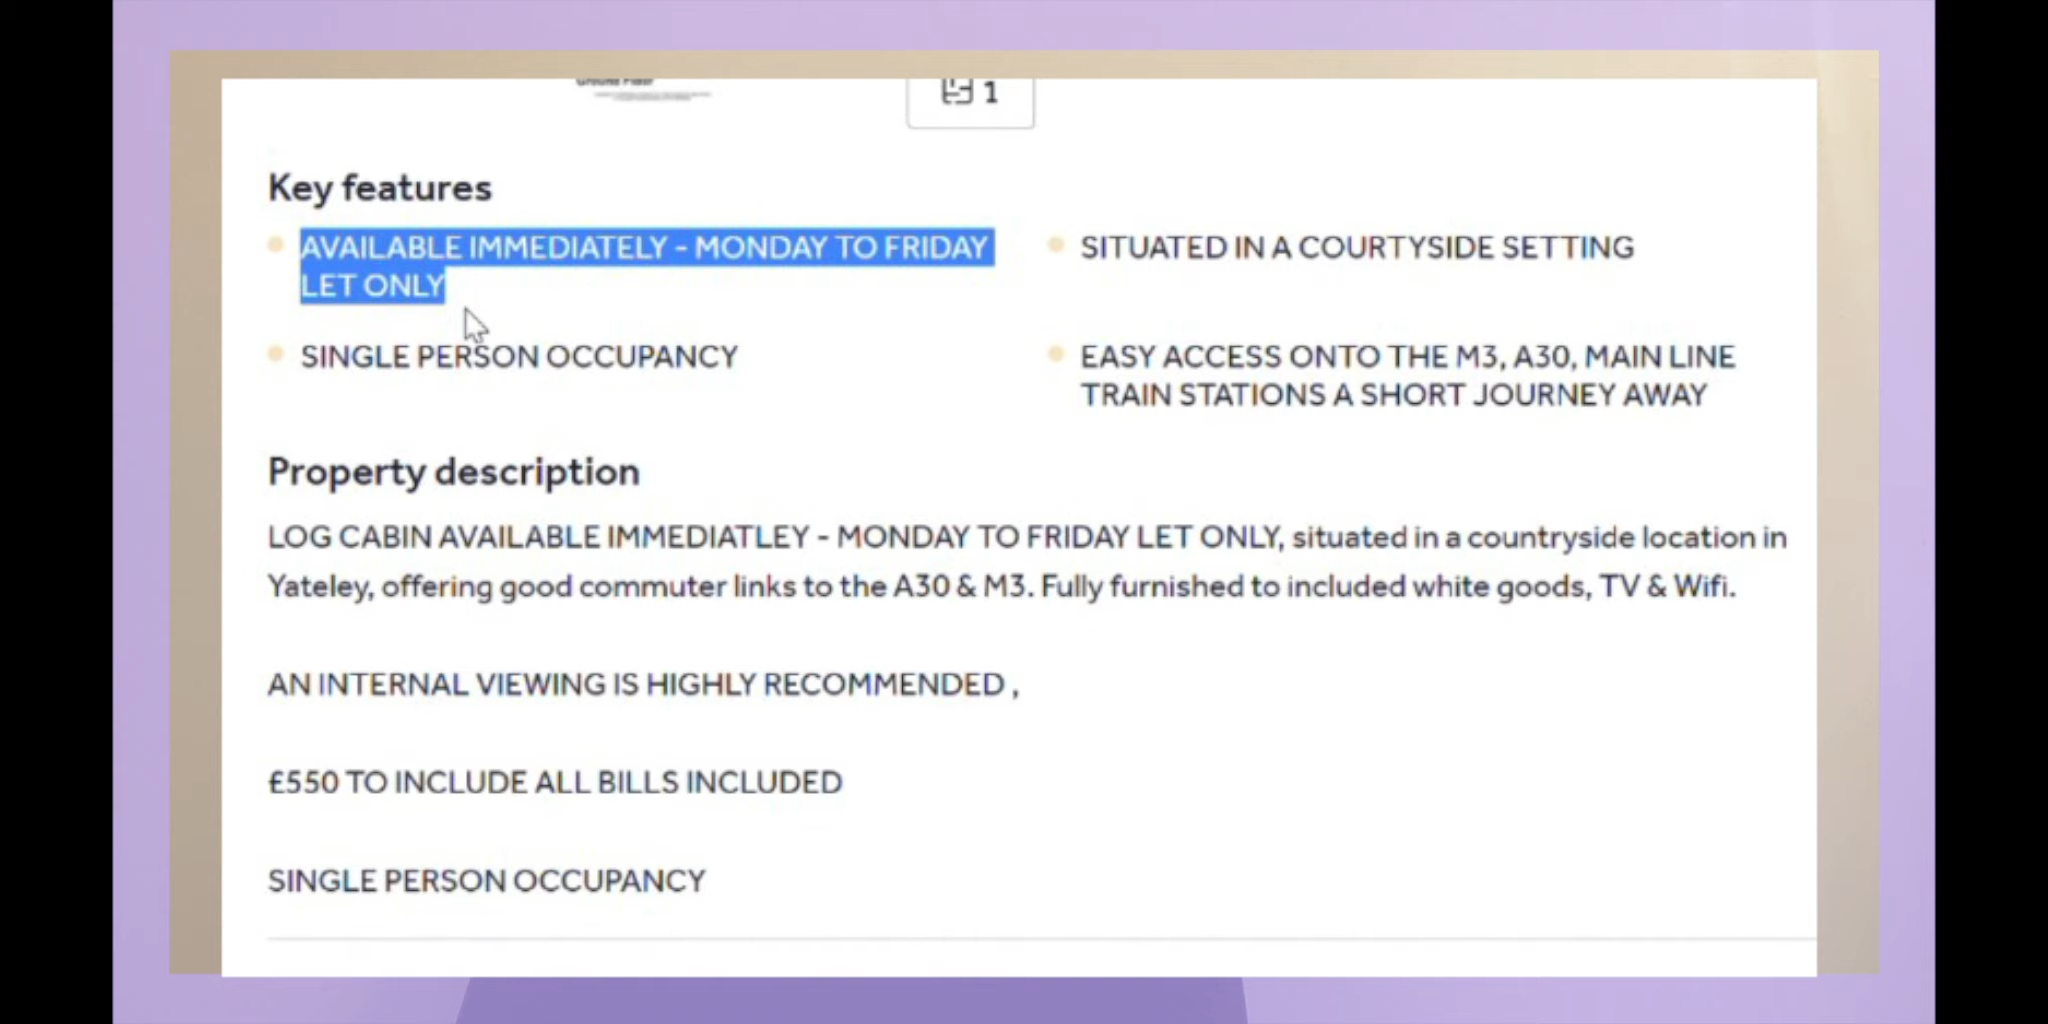 Ground Floor
1
Key features
AVAILABLE IMMEDIATELY - MONDAY TO FRIDAY
LET ONLY
SITUATED IN A COURTYSIDE SETTING
SINGLE PERSON OCCUPANCY
EASY ACCESS ONTO THE M3, A30, MAIN LINE
TRAIN STATIONS A SHORT JOURNEY AWAY
Property description
LOG CABIN AVAILABLE IMMEDIATLEY - MONDAY TO FRIDAY LET ONLY, situated in a countryside location in
Yateley, offering good commuter links to the A30 & M3. Fully furnished to included white goods, TV & Wifi.
AN INTERNAL VIEWING IS HIGHLY RECOMMENDED ,
£550 TO INCLUDE ALL BILLS INCLUDED
SINGLE PERSON OCCUPANCY